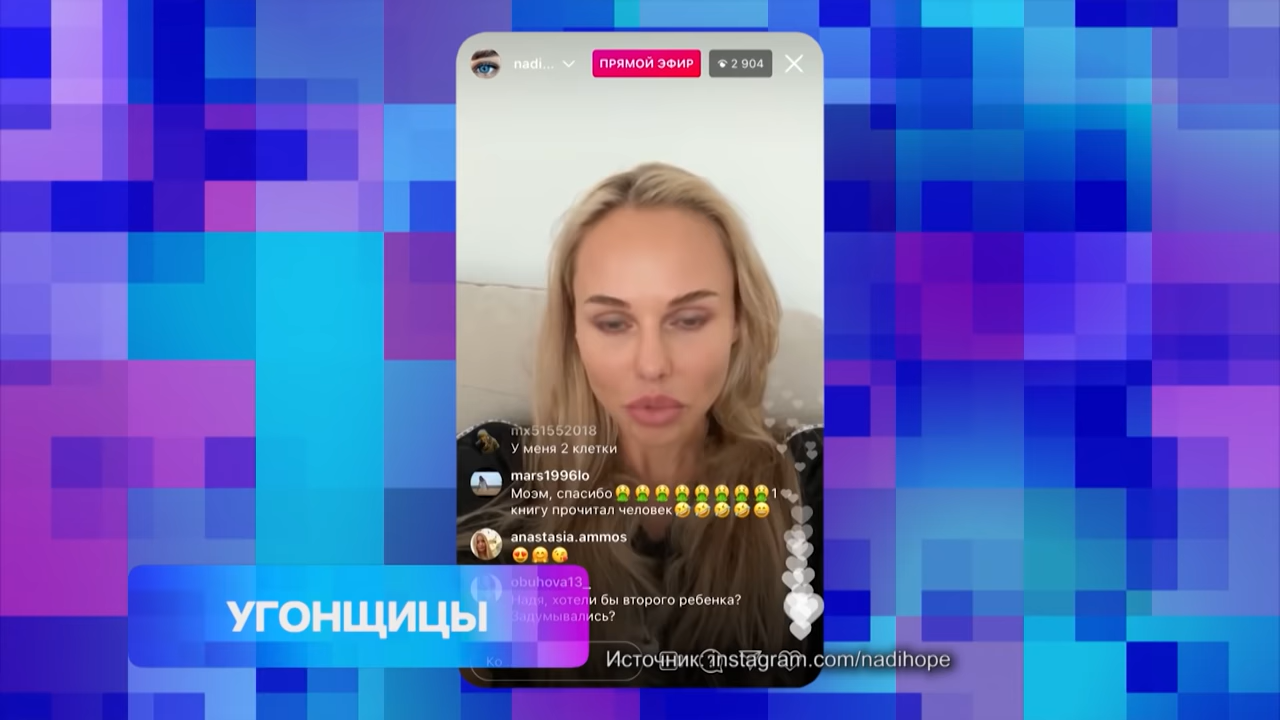 nadi...
ПРЯМОЙ ЭФИР
2 904
mx51552018
У меня 2 клетки
mars1996lo
Моэм, спасибо🤮🤮🤮🤮🤮🤮🤮🤮1
книгу прочитал человек🤣🤣🤣🤣😀
anastasia.ammos
😍🤗😘
obuhova13_
Надя, хотели бы второго ребенка?
Задумывались?
УГОНЩИЦЫ
Ко
Источник: instagram.com/nadihope